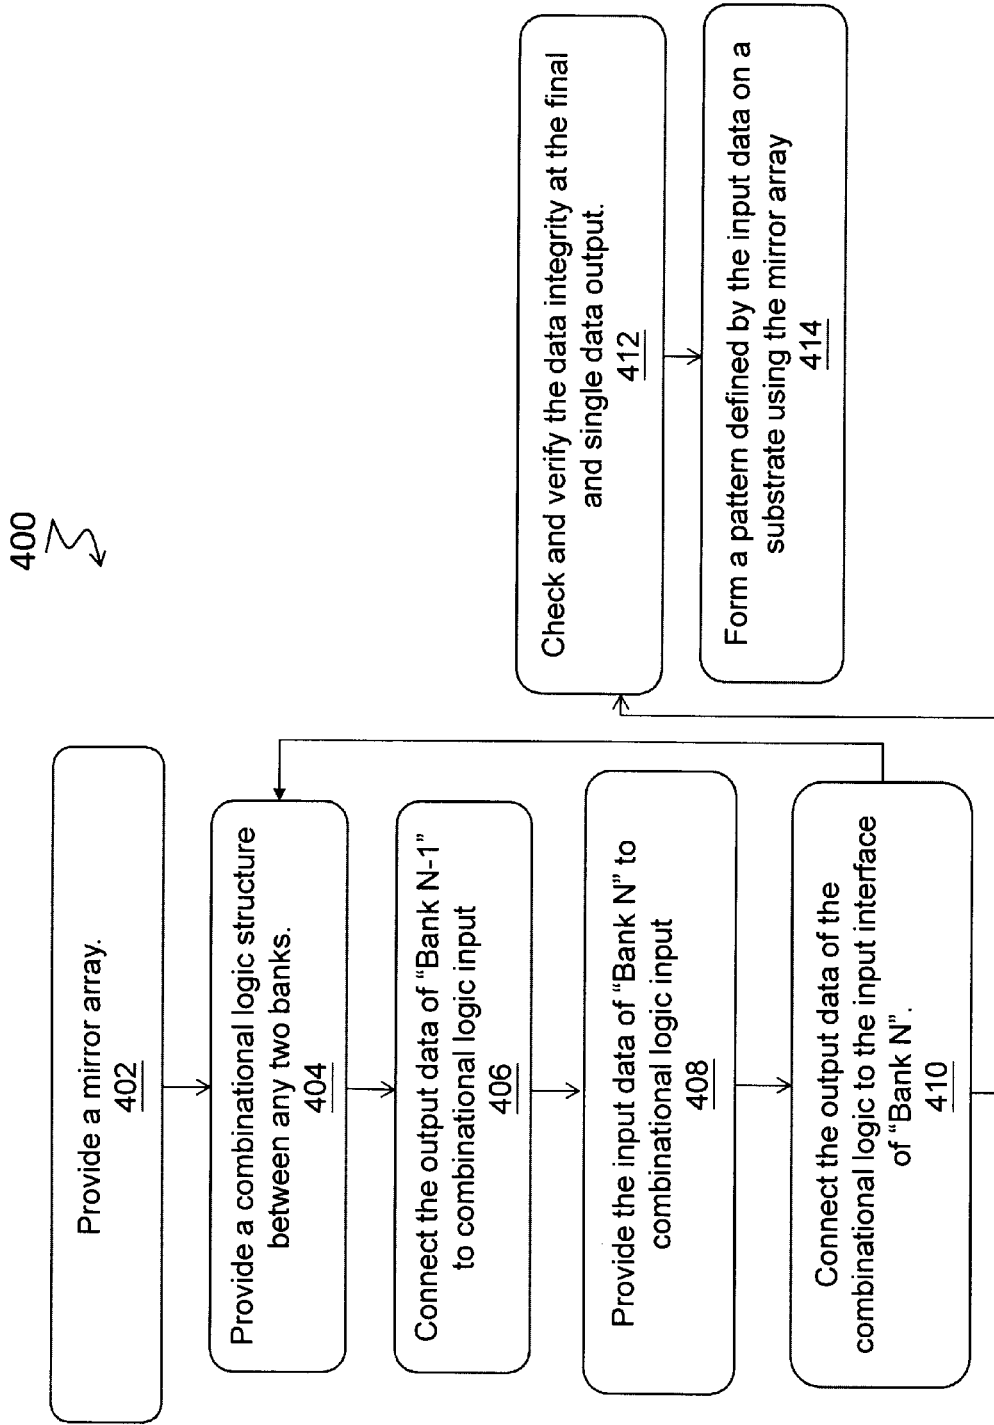 400
Provide a mirror array.
402
Provide a combinational logic structure
between any two banks.
404
Connect the output data of “Bank N-1”
to combinational logic input
406
Provide the input data of “Bank N” to
combinational logic input
408
Connect the output data of the
combinational logic to the input interface
of “Bank N”.
410
Check and verify the data integrity at the final
and single data output.
412
Form a pattern defined by the input data on a
substrate using the mirror array
414